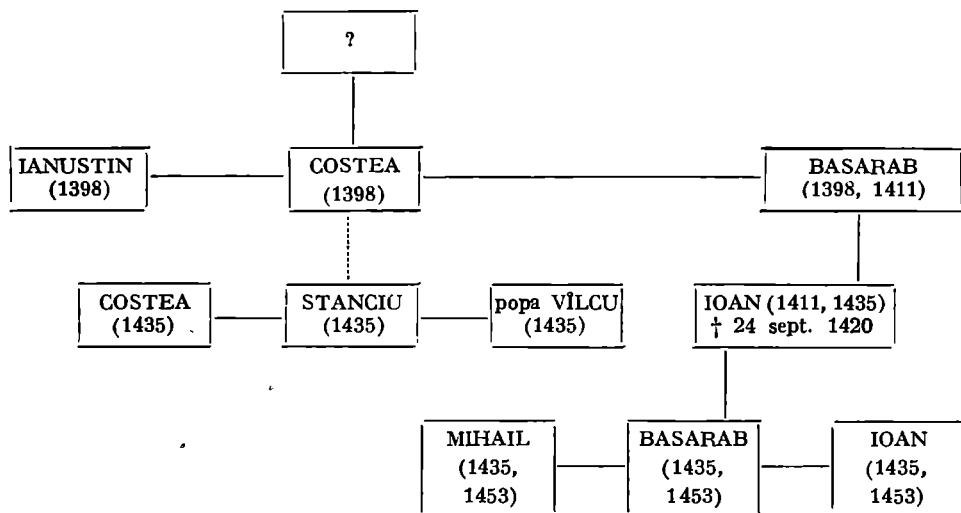 ?
IANUSTIN
(1398)
COSTEA
(1398)
BASARAB
(1398, 1411)
COSTEA
(1435)
STANCIU
(1435)
popa VÎLCU
(1435)
IOAN (1411, 1435)
† 24 sept. 1420
MIHAIL
(1435,
1453)
BASARAB
(1435,
1453)
IOAN
(1435,
1453)